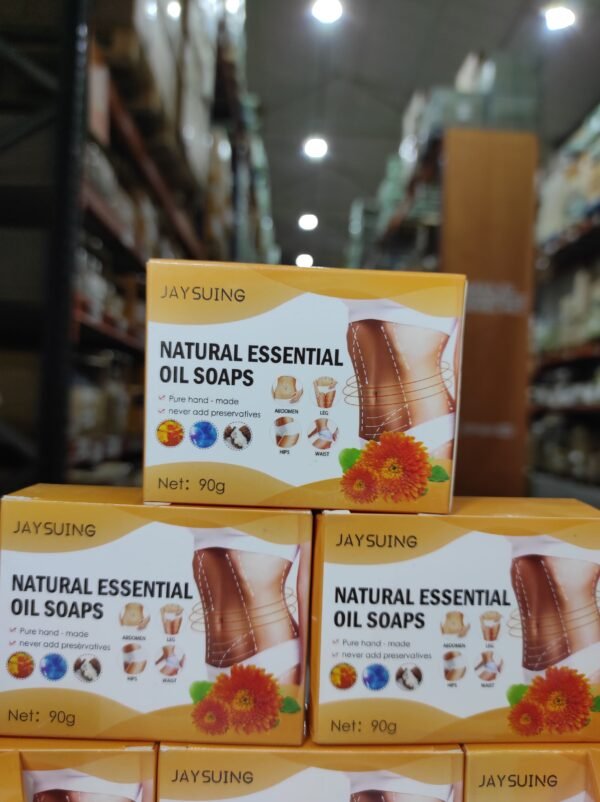 JAYSUING
NATURAL ESSENTIAL
OIL SOAPS
Pure hand - made
never add preservatives
ABDOMEN
LEG
HIPS
WAIST
Net: 90g
JAYSUING
NATURAL ESSENTIAL
OIL SOAPS
Pure hand - made
never add preservatives
ABDOMEN
LEG
HIPS
WAIST
Net: 90g
JAYSUING
NATURAL ESSENTIAL
OIL SOAPS
Pure hand - made
never add preservatives
ABDOMEN
LEG
HIPS
WAIST
Net: 90g
JAYSUING
JAYSUING